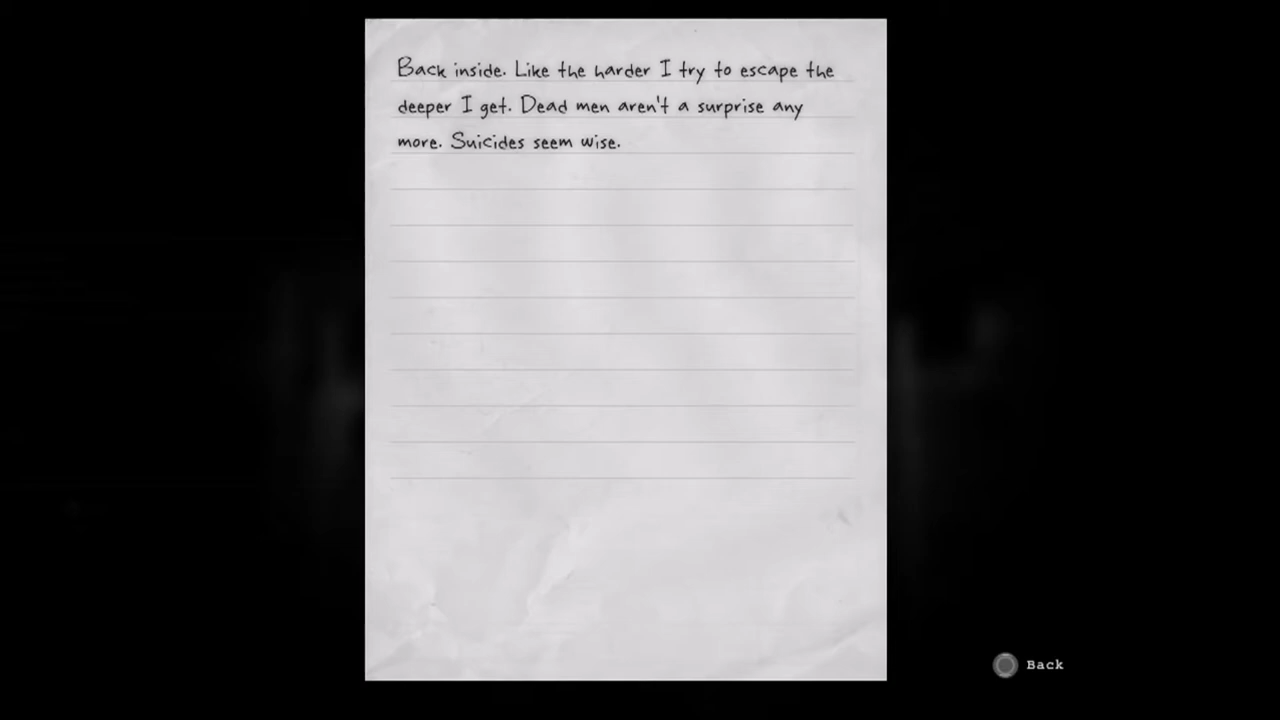 Back inside. Like the harder I try to escape the
deeper I get. Dead men aren't a surprise any
more. Suicides seem wise.
Back